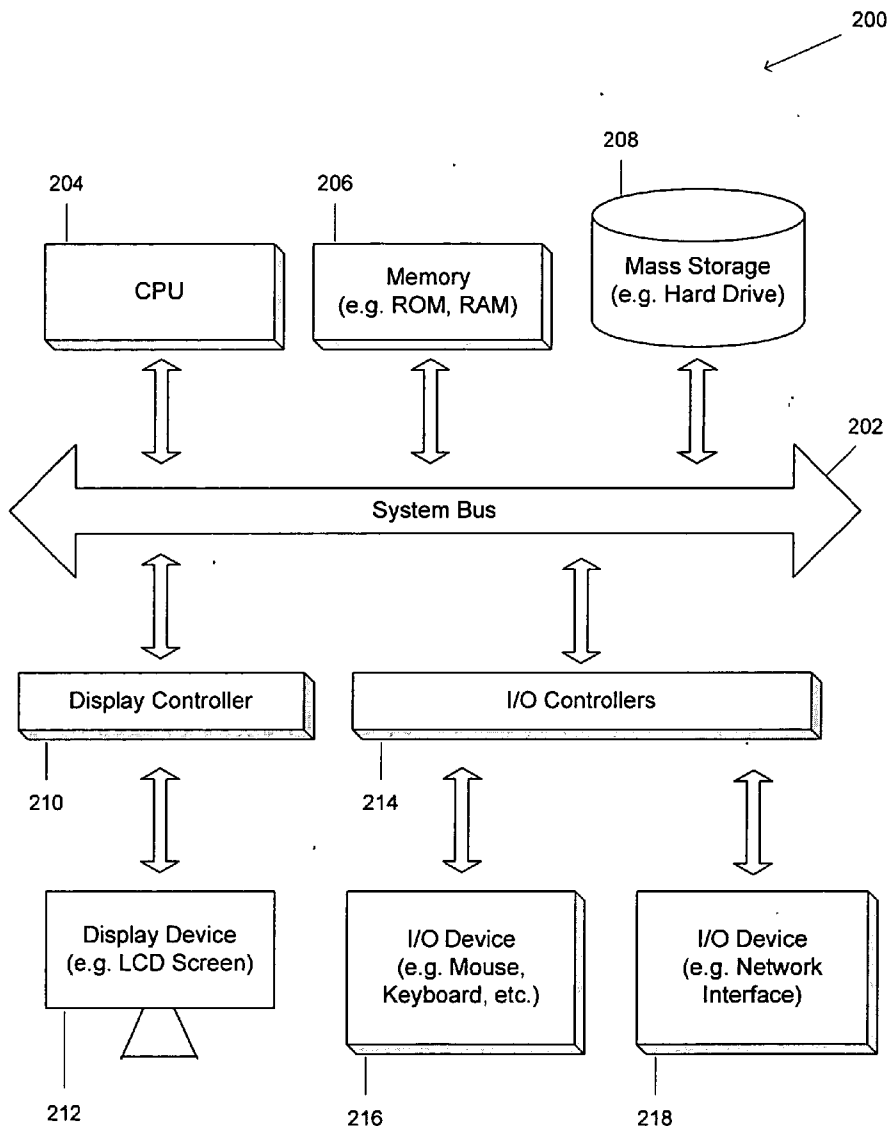 200
208
204
206
CPU
Memory
(e.g. ROM, RAM)
Mass Storage
(e.g. Hard Drive)
202
System Bus
Display Controller
I/O Controllers
210
214
Display Device
(e.g. LCD Screen)
I/O Device
(e.g. Mouse,
Keyboard, etc.)
I/O Device
(e.g. Network
Interface)
212
216
218